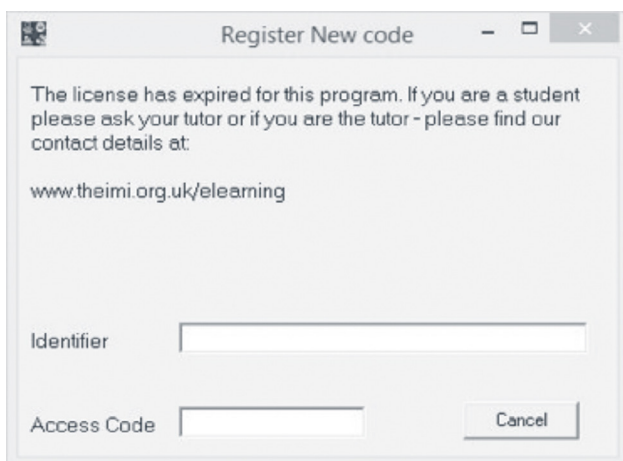 Register New code
The license has expired for this program. If you are a student
please ask your tutor or if you are the tutor - please find our
contact details at:
www.theimi.org.uk/elearning
Identifier
Access Code
Cancel